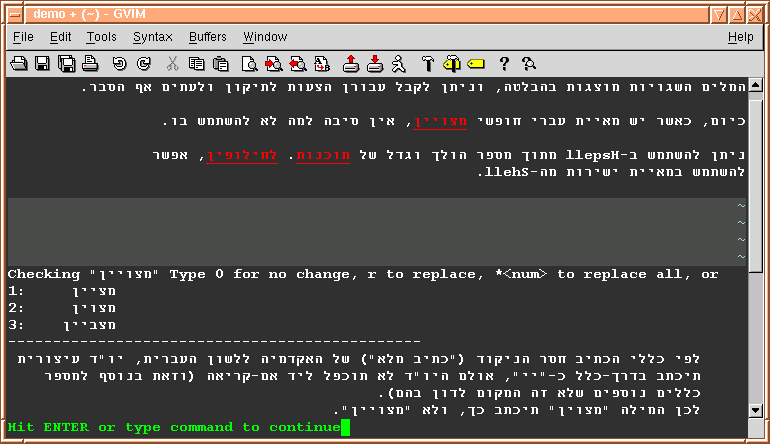 demo + (~) - GVIM
File Edit Tools Syntax Buffers Window Help
המלים השגויות מוצגות בהבלטה, וניתן לקבל עבורן הצעות לתיקון ולעתים אף הסבר.
כיום, כאשר יש מאיית עברי חופשי מצויין, אין סיבה למה לא להשתמש בו.
ניתן להשתמש ב-Hspell מתוך מספר הולך וגדל של תוכנות. לחילופין, אפשר
להשתמש במאיית ישירות מה-Shell.
~
~
~
~
Checking "מצויין" Type 0 for no change, r to replace, *<num> to replace all, or
1: מציין
2: מצוין
3: מצביין
----------------------------------------------
לפי כללי הכתיב חסר הניקוד ("כתיב מלא") של האקדמיה ללשון העברית, יו"ד עיצורית
תיכתב בדרך-כלל כ-"יי", אולם היו"ד לא תוכפל ליד אם-קריאה (וזאת בנוסף למספר
כללים נוספים שלא זה המקום לדון בהם).
לכן המילה "מצוין" תיכתב כך, ולא "מצויין".
Hit ENTER or type command to continue